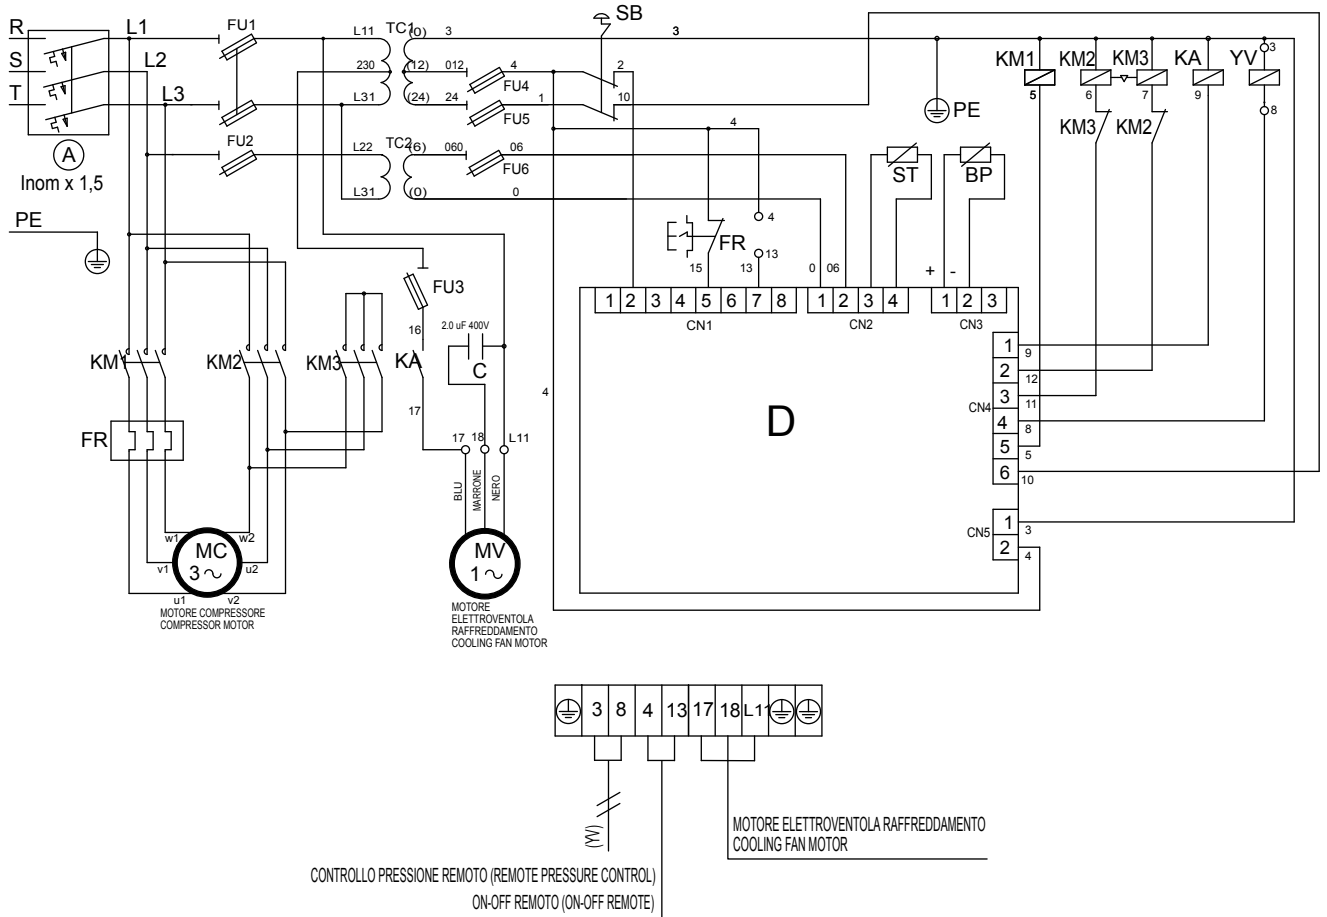 R
L1
FU1
L11
TC1
(0)
3
SB
3
S
L2
230
(12)
012
4
FU4
2
T
L3
L31
(24)
24
1
FU5
10
KM1
KM2
KM3
KA
YV
3
5
6
7
9
8
PE
KM3
KM2
A
Inom x 1,5
FU2
L22
TC2
(6)
060
06
FU6
4
ST
BP
L31
(0)
0
PE
4
FR
13
15
13
0
06
+
-
FU3
1 2 3 4 5 6 7 8
CN1
1 2 3 4
CN2
1 2 3
CN3
16
2.0 uF 400V
C
KM1
KM2
KM3
KA
17
4
D
CN4
1
9
2
12
3
11
4
8
5
5
6
10
CN5
1
3
2
4
FR
17
18
L11
BLU
MARRONE
NERO
w1
w2
MC
3
v1
u2
u1
v2
MOTORE COMPRESSORE
COMPRESSOR MOTOR
MV
1
MOTORE
ELETTROVENTOLA
RAFFREDDAMENTO
COOLING FAN MOTOR
3 8 4 13 17 18 L11
(YV)
MOTORE ELETTROVENTOLA RAFFREDDAMENTO
COOLING FAN MOTOR
CONTROLLO PRESSIONE REMOTO (REMOTE PRESSURE CONTROL)
ON-OFF REMOTO (ON-OFF REMOTE)